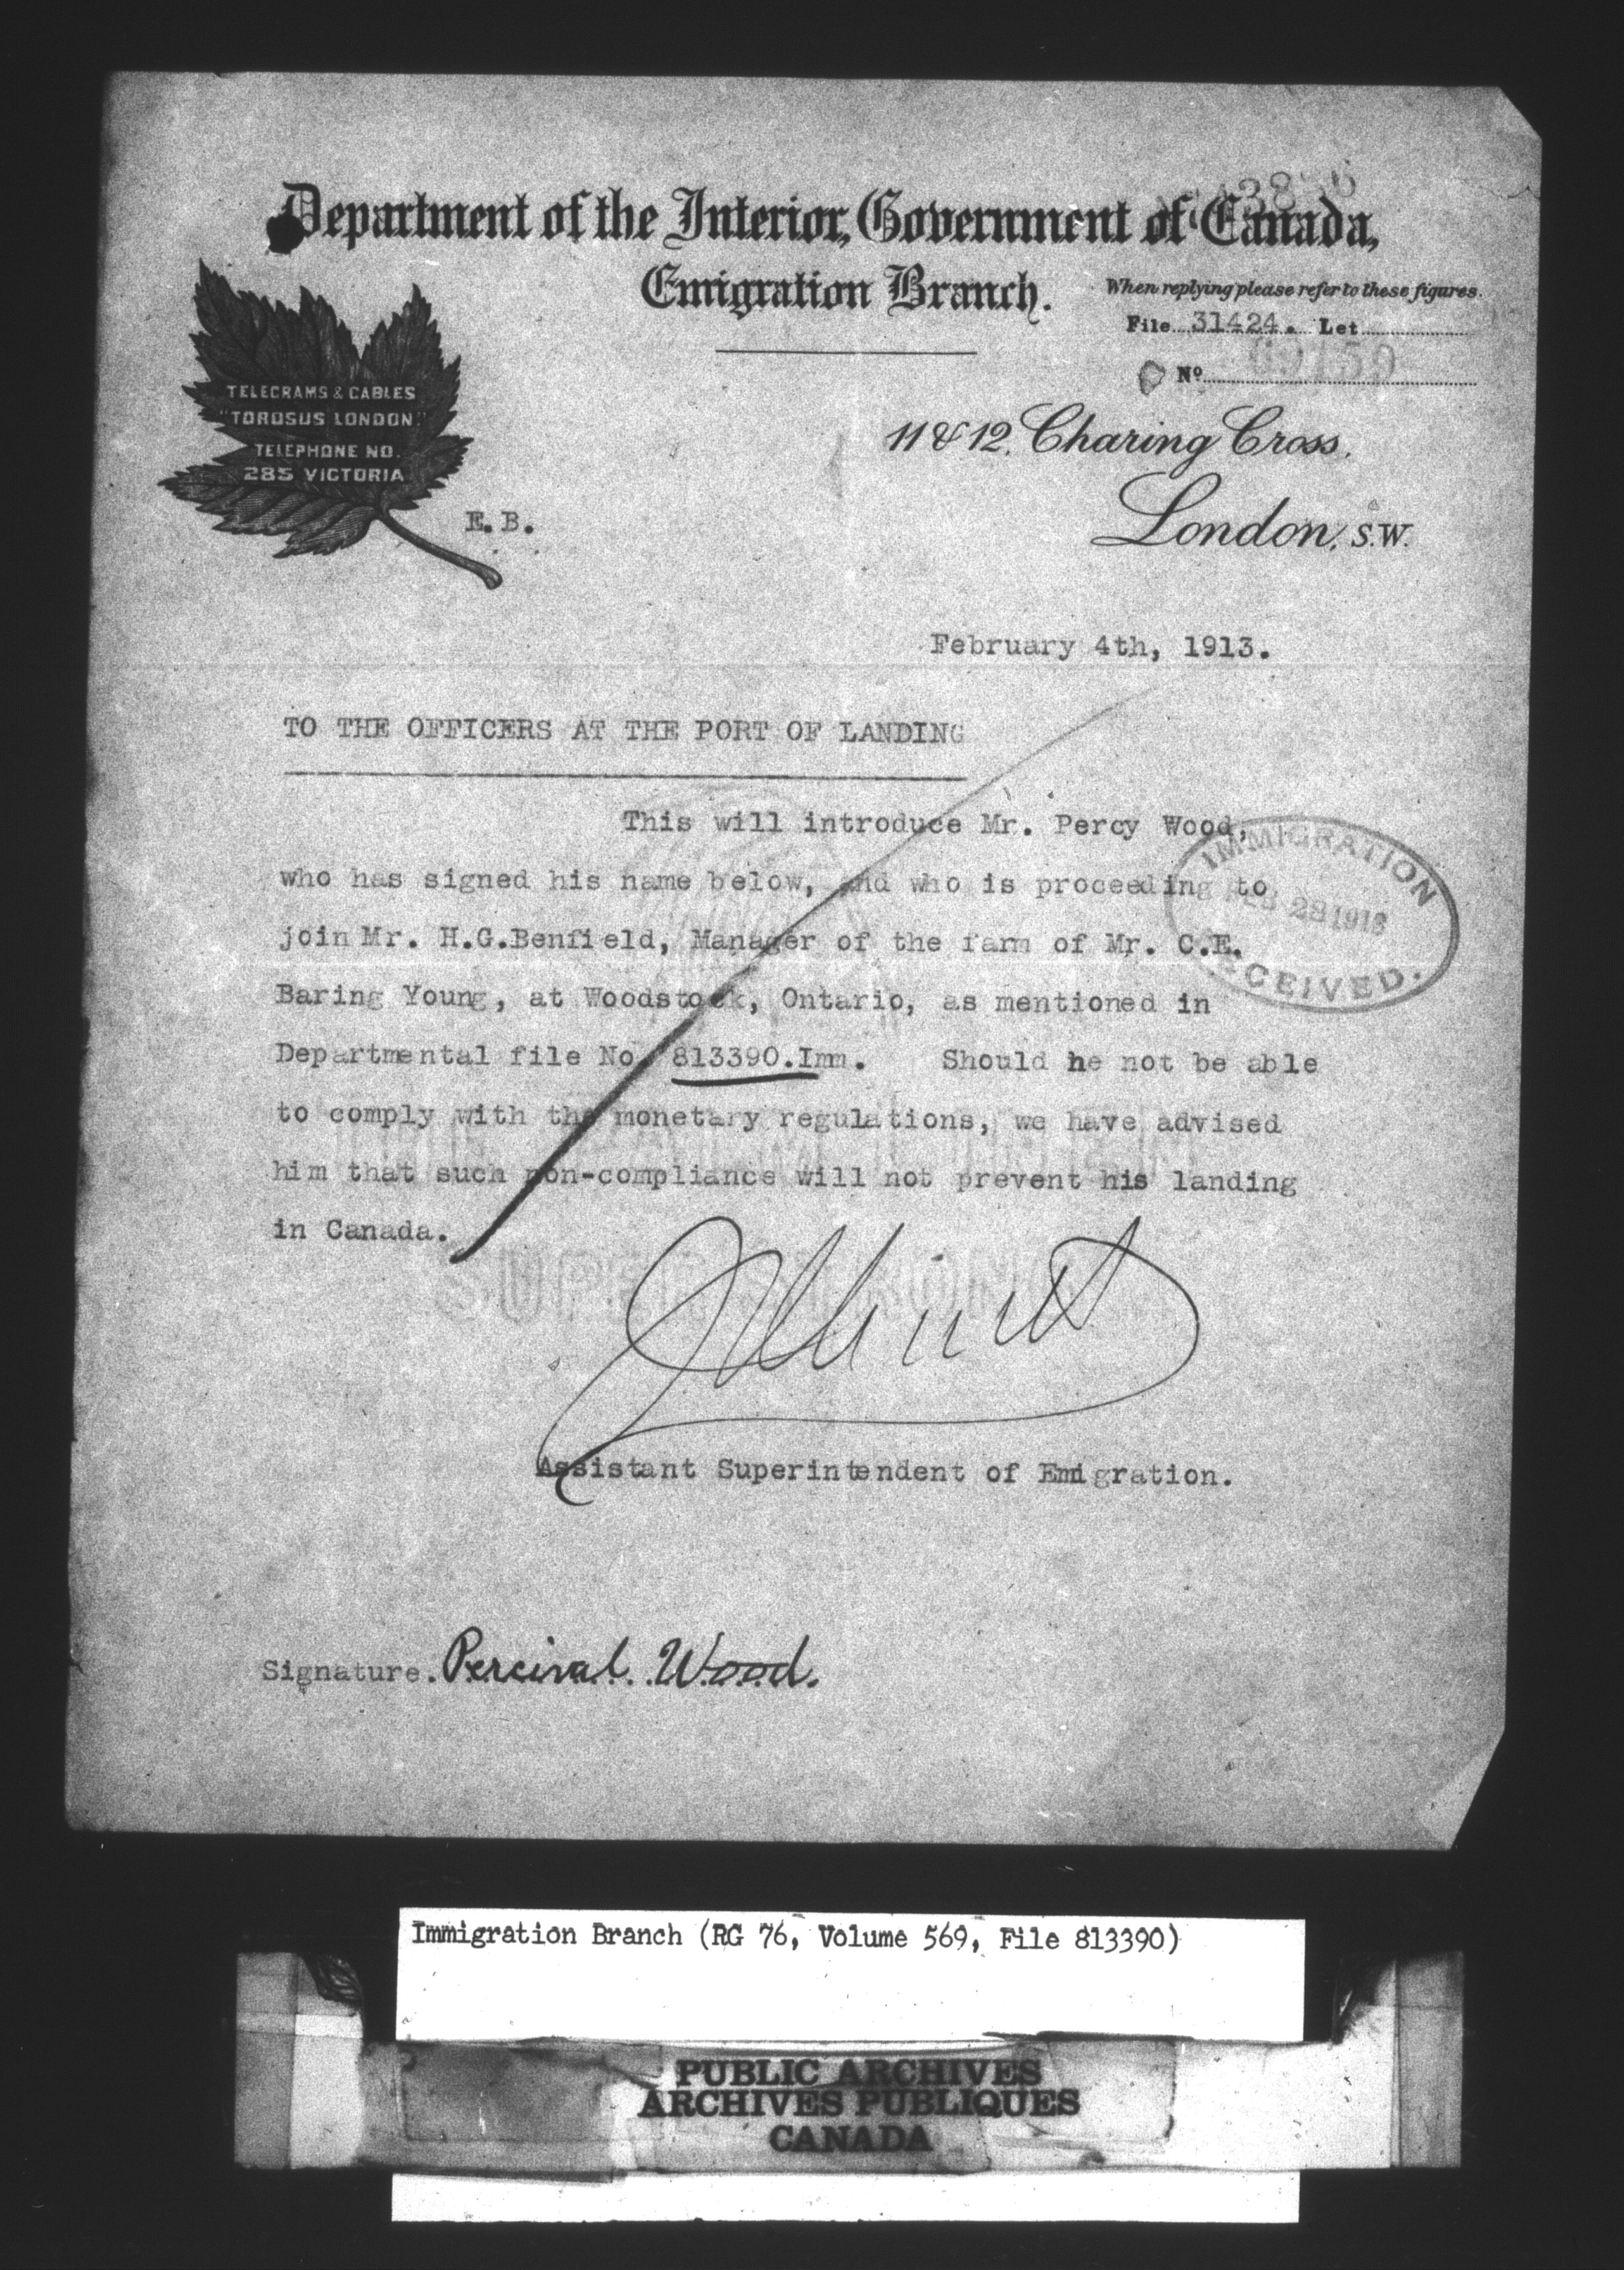 Department of the Interior, Government of Canada,
Emigration Branch.
When replying please refer to these figures.
File 31424. Let
No 
TELEGRAMS & CABLES
"TOROSUS LONDON"
TELEPHONE NO.
285 VICTORIA
11 & 12, Charing Cross,
London, S.W.
E.B.
February 4th, 1913.
TO THE OFFICERS AT THE PORT OF LANDING
This will introduce Mr. Percy Wood,
who has signed his name below, and who is proceeding to
join Mr. H.G.Benfield, Manager of the farm of Mr. C.E.
Baring Young, at Woodstock, Ontario, as mentioned in
Departmental file No. 813390.Imm. Should he not be able
to comply with the monetary regulations, we have advised
him that such non-compliance will not prevent his landing
in Canada.
IMMIGRATION
FEB 28 1913
RECEIVED.
Assistant Superintendent of Emigration.
Signature. Percival Wood.
Immigration Branch (RG 76, Volume 569, File 813390)
PUBLIC ARCHIVES
ARCHIVES PUBLIQUES
CANADA